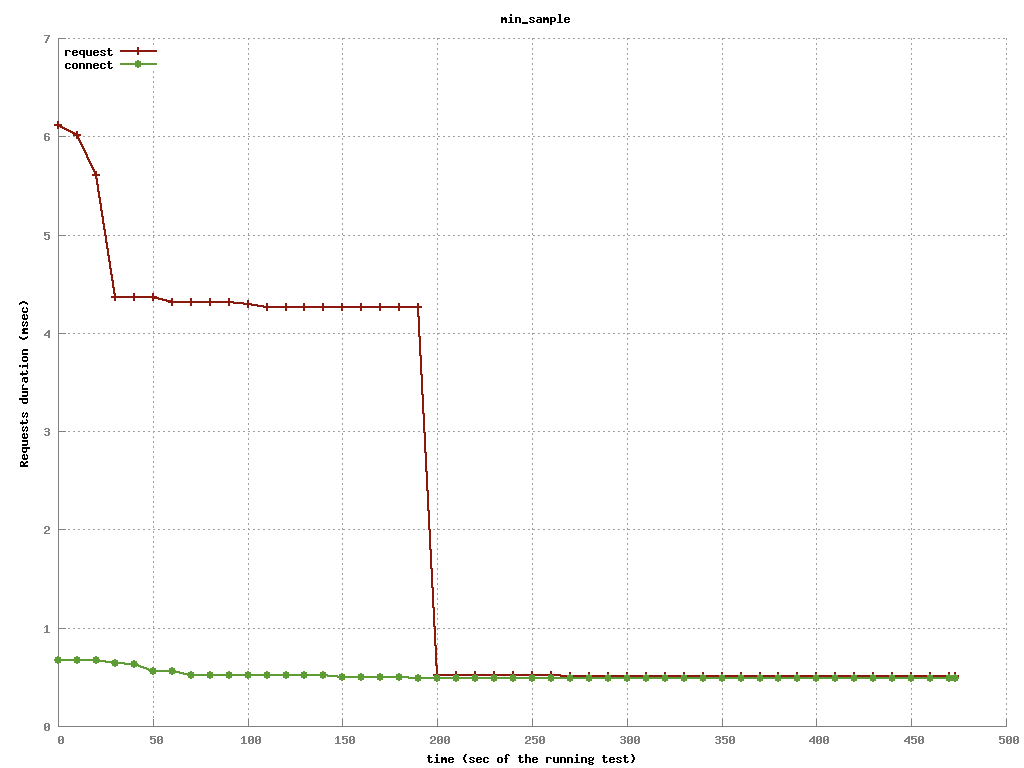 min_sample
7
request
connect
6
5
4
3
2
1
0
0 50 100 150 200 250 300 350 400 450 500
Requests duration (msec)
time (sec of the running test)